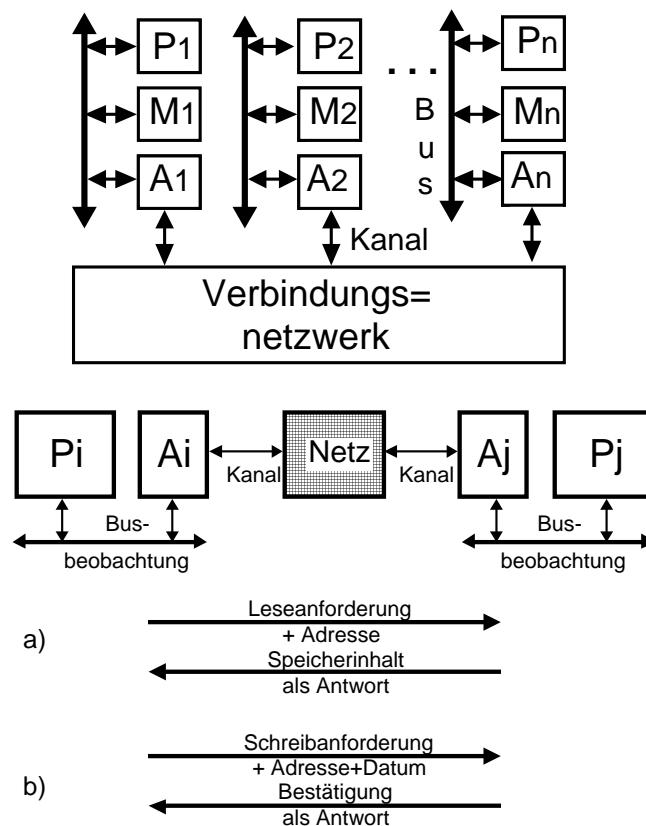 P1 P2 Pn
. . .
M1 M2 Mn
Bus
A1 A2 An
Kanal
Verbindungs=
netzwerk
Pi Ai Netz Aj Pj
Kanal Kanal
Bus- Bus-
beobachtung beobachtung
a)
Leseanforderung
+ Adresse
Speicherinhalt
als Antwort
b)
Schreibanforderung
+ Adresse+Datum
Bestätigung
als Antwort